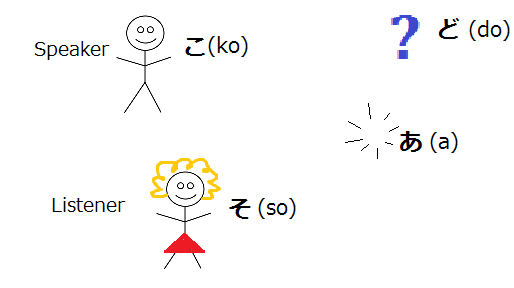 Speaker
こ(ko)
? ど (do)
あ (a)
Listener
そ (so)